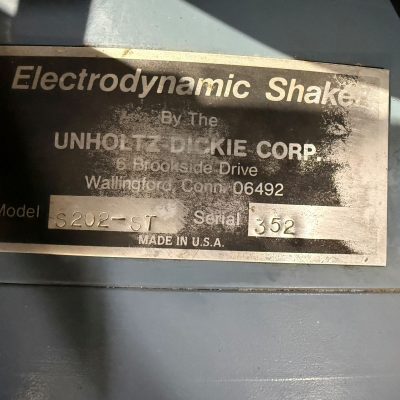 Electrodynamic Shaker
By The
UNHOLTZ-DICKIE CORP.
6 Brookside Drive
Wallingford, Conn. 06492
Model S202-ST Serial 352
MADE IN U.S.A.